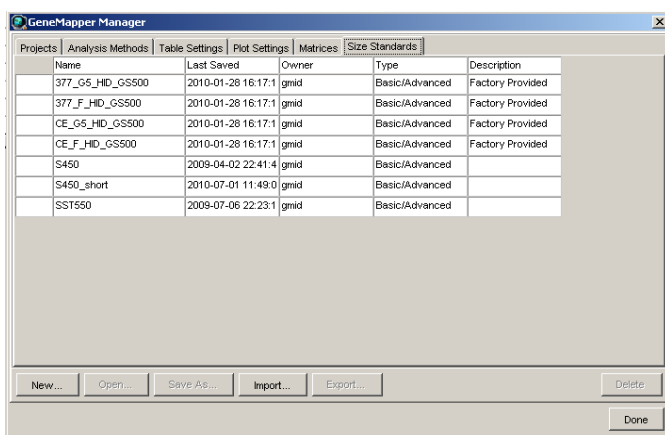 GeneMapper Manager
Projects Analysis Methods Table Settings Plot Settings Matrices Size Standards
Name Last Saved Owner Type Description
377_G5_HID_GS500 2010-01-28 16:17:1 gmid Basic/Advanced Factory Provided
377_F_HID_GS500 2010-01-28 16:17:1 gmid Basic/Advanced Factory Provided
CE_G5_HID_GS500 2010-01-28 16:17:1 gmid Basic/Advanced Factory Provided
CE_F_HID_GS500 2010-01-28 16:17:1 gmid Basic/Advanced Factory Provided
S450 2009-04-02 22:41:4 gmid Basic/Advanced
S450_short 2010-07-01 11:49:0 gmid Basic/Advanced
SST550 2009-07-06 22:23:1 gmid Basic/Advanced
New... Open... Save As... Import... Export... Delete
Done